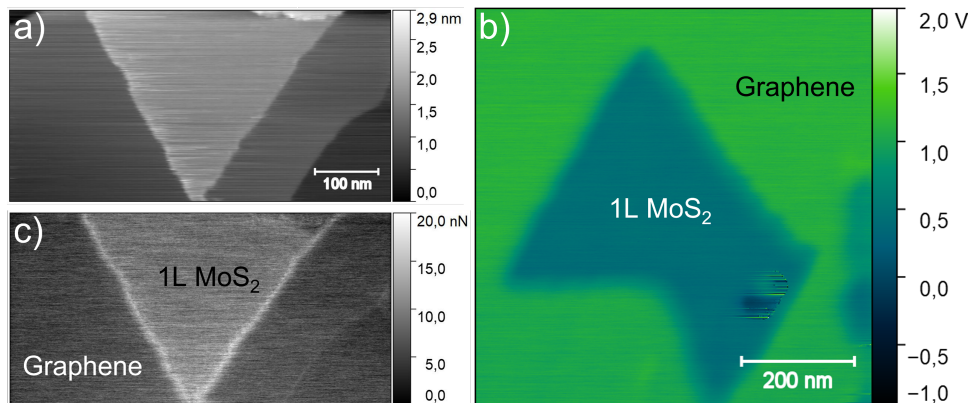 a)
2,9 nm
2,5
2,0
1,5
1,0
0,0
100 nm
c)
20,0 nN
15,0
10,0
5,0
0,0
1L MoS₂
Graphene
b)
2,0 V
1,5
1,0
0,5
0,0
−0,5
−1,0
Graphene
1L MoS₂
200 nm